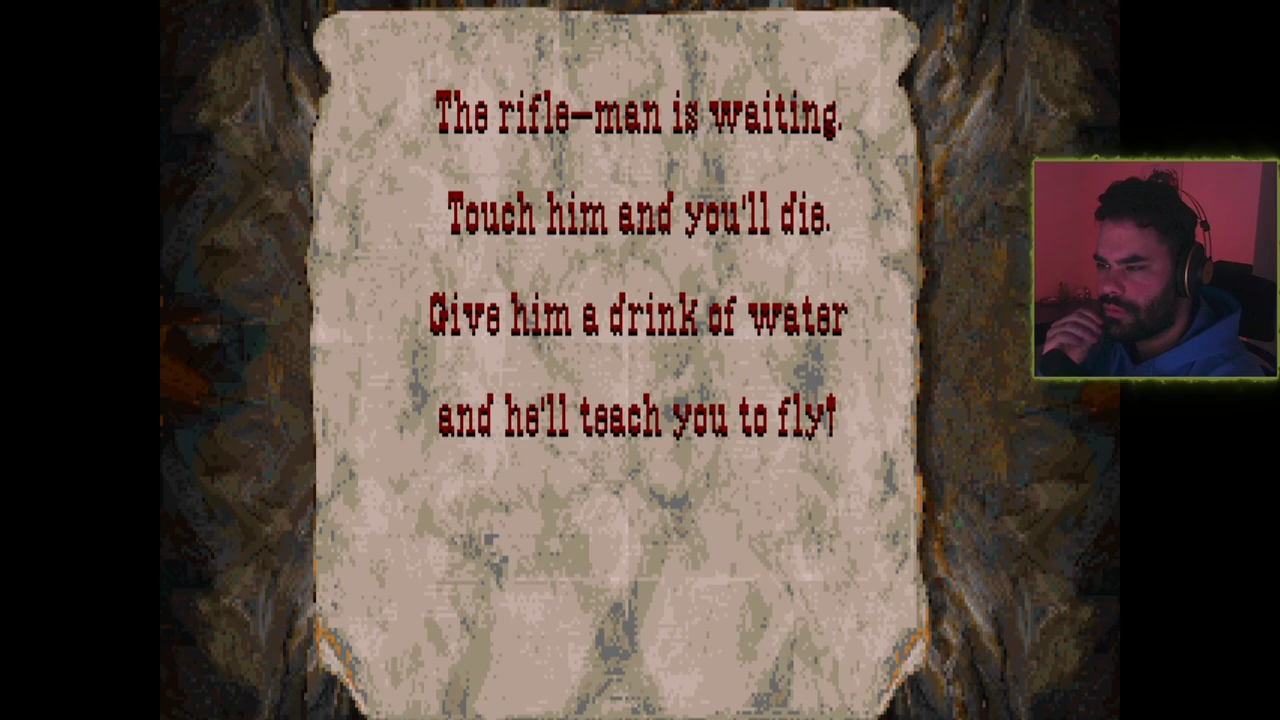 The rifle-man is waiting.
Touch him and you'll die.
Give him a drink of water
and he'll teach you to fly!